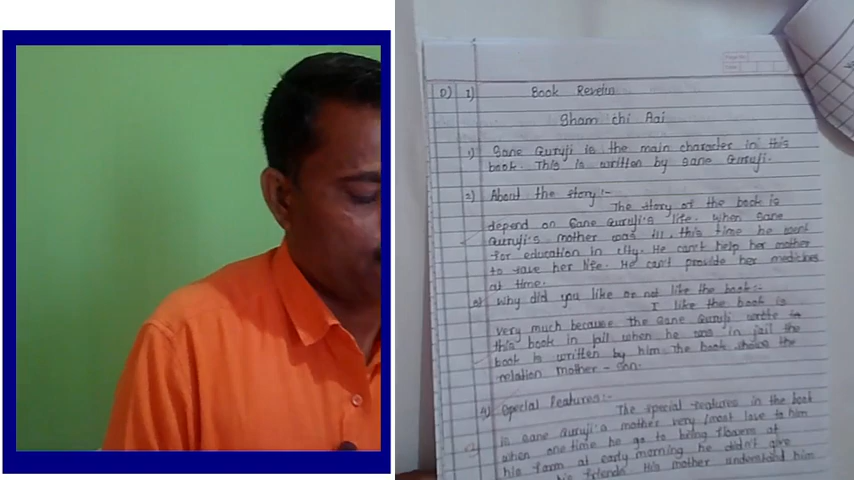 Page No.
Date
D) I) Book Review
Sham chi Aai
1) Sane Guruji is the main character in this
book. This is written by Sane Guruji.
2) About the story :-
The story of the book is
depend on Sane Guruji's life. When Sane
Guruji's mother was ill, this time he went
for education in city. He can't help her mother
to save her life. He can't provide her medicines
at time.
Why did you like or not like the book:-
I like the book is
very much because the Sane Guruji wrote
this book in jail when he was in jail the
book is written by him. The book the
relation mother - son.
4) Special Features :-
The special features in the book
is Sane Guruji's mother very most love to him
when one time he go to bring flowers at
his farm at early morning he didn't give
his friends His mother understand him